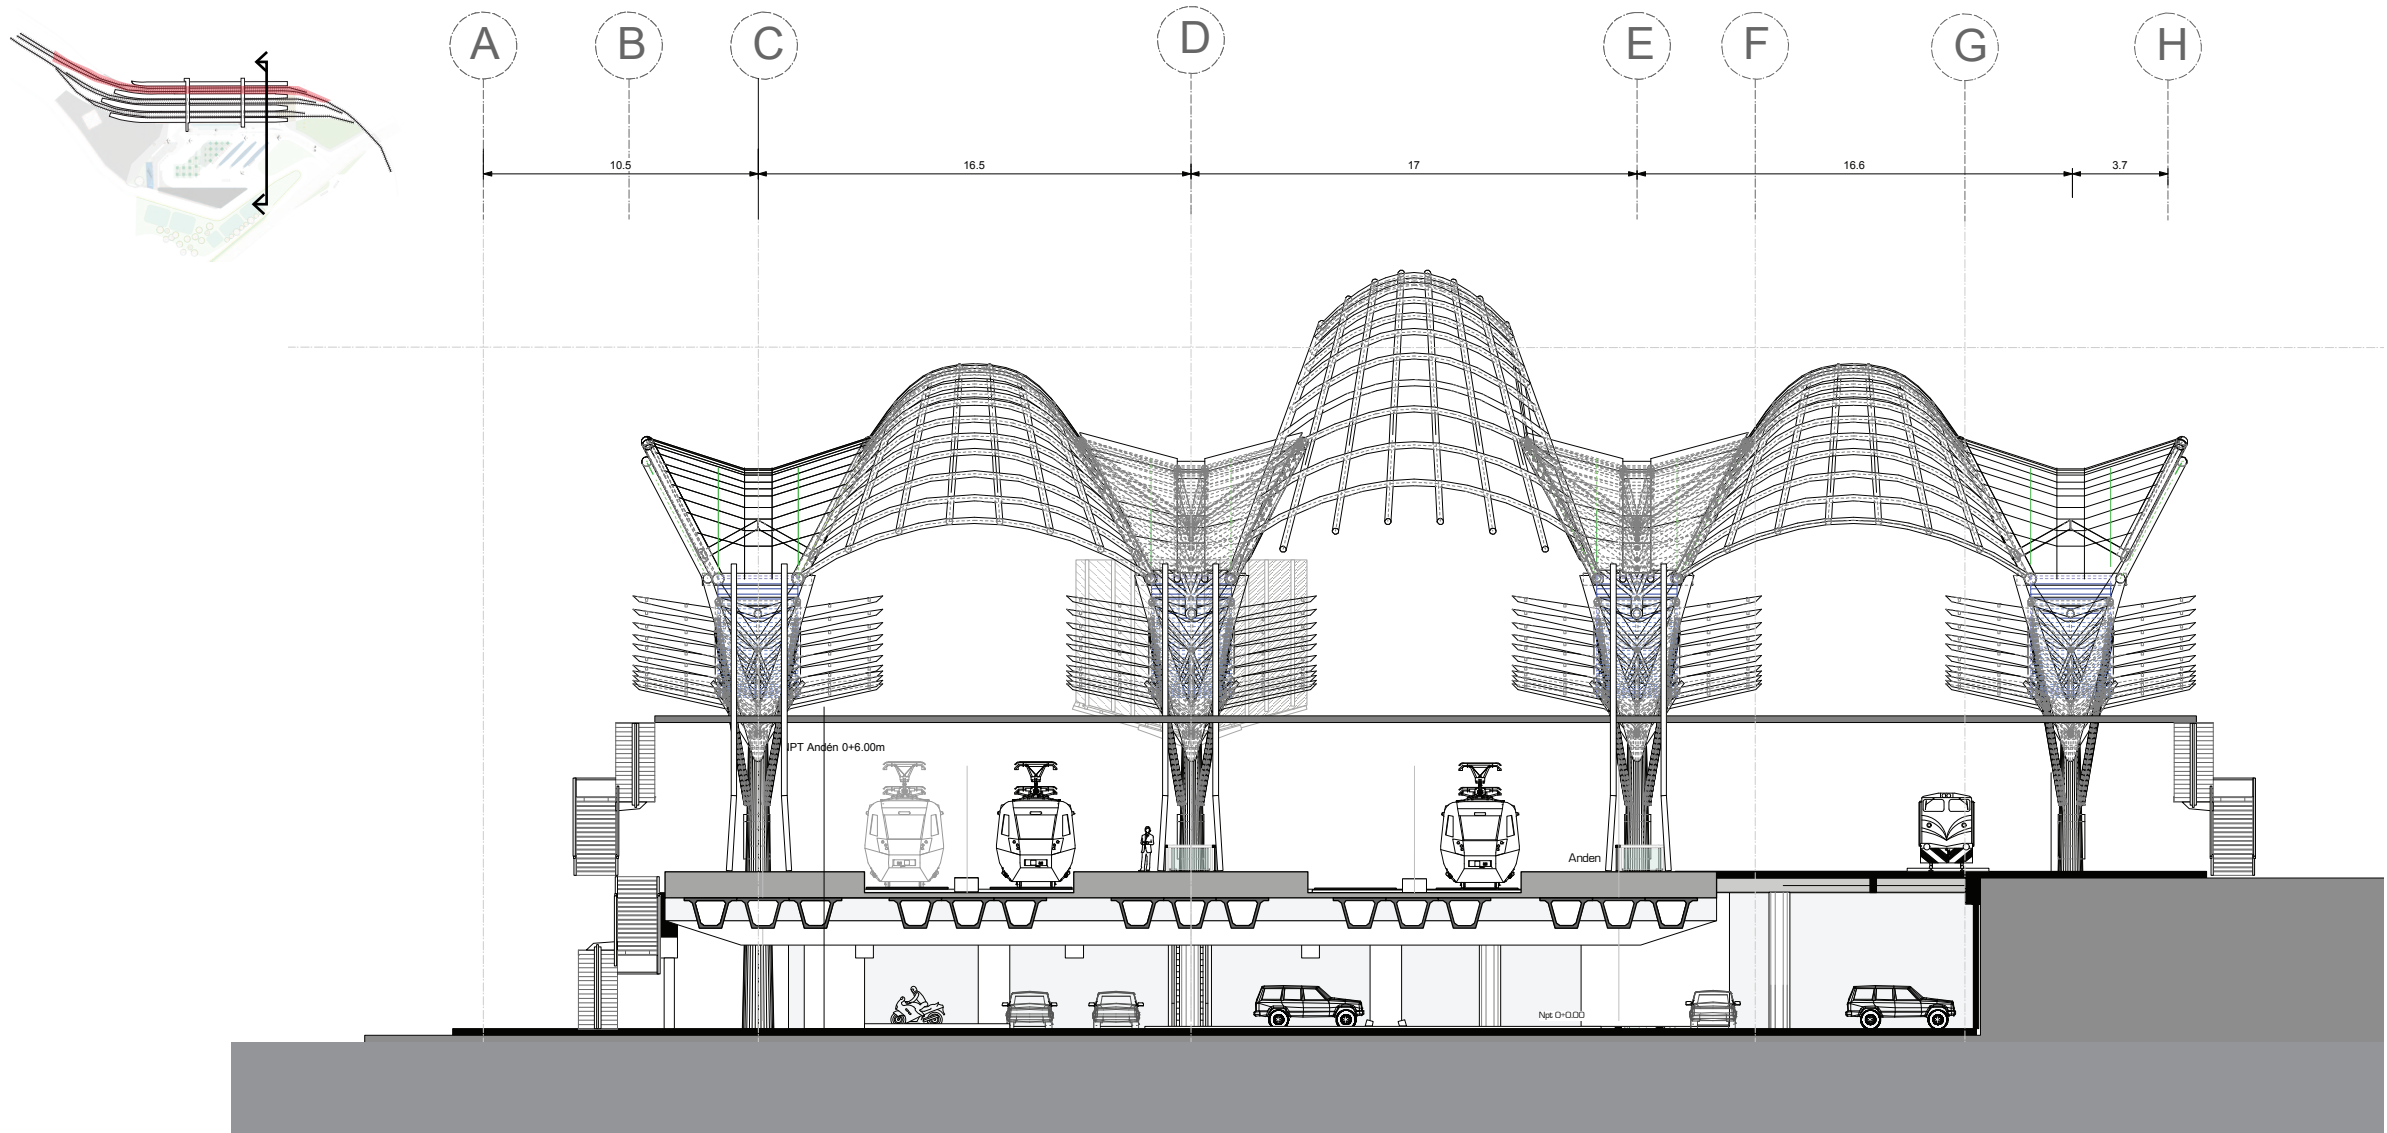 A B C D E F G H
10.5 16.5 17 16.6 3.7
NPT Andén 0+6.00m
Anden
Npt 0+0.00